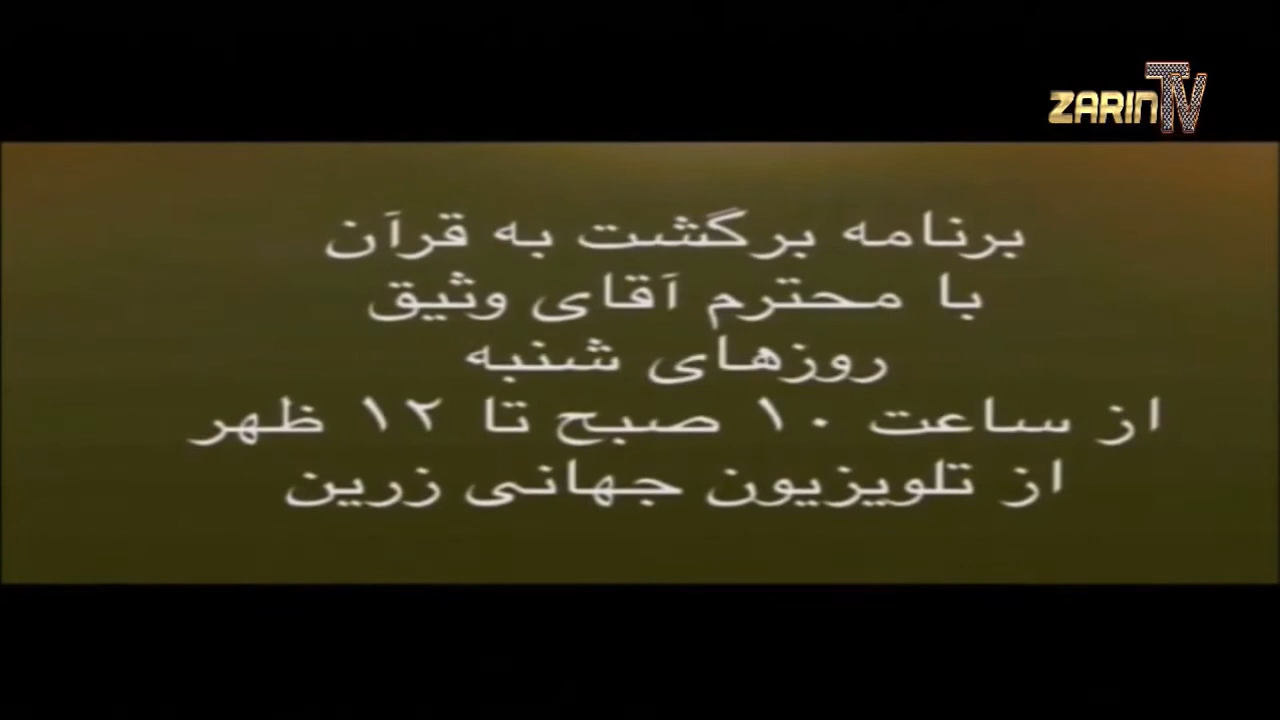 ZARIN TV
برنامه برگشت به قرآن
با محترم آقای وثیق
روزهای شنبه
از ساعت ۱۰ صبح تا ۱۲ ظهر
از تلویزیون جهانی زرین